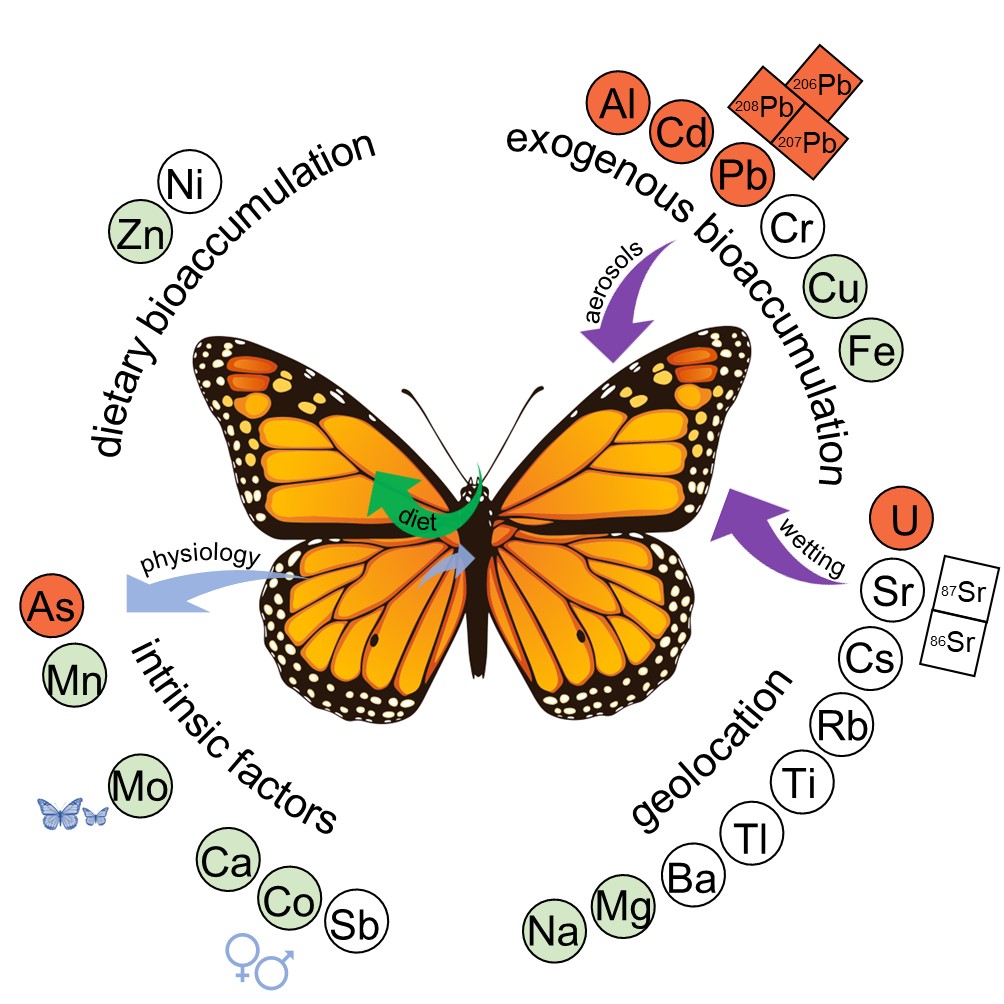 dietary bioaccumulation
Ni
Zn
exogenous bioaccumulation
Al
Cd
Pb
206Pb
208Pb
207Pb
Cr
Cu
Fe
aerosols
diet
wetting
physiology
U
Sr
87Sr
86Sr
Cs
Rb
Ti
Tl
Ba
Mg
Na
geolocation
As
Mn
intrinsic factors
Mo
Ca
Co
Sb
♀♂